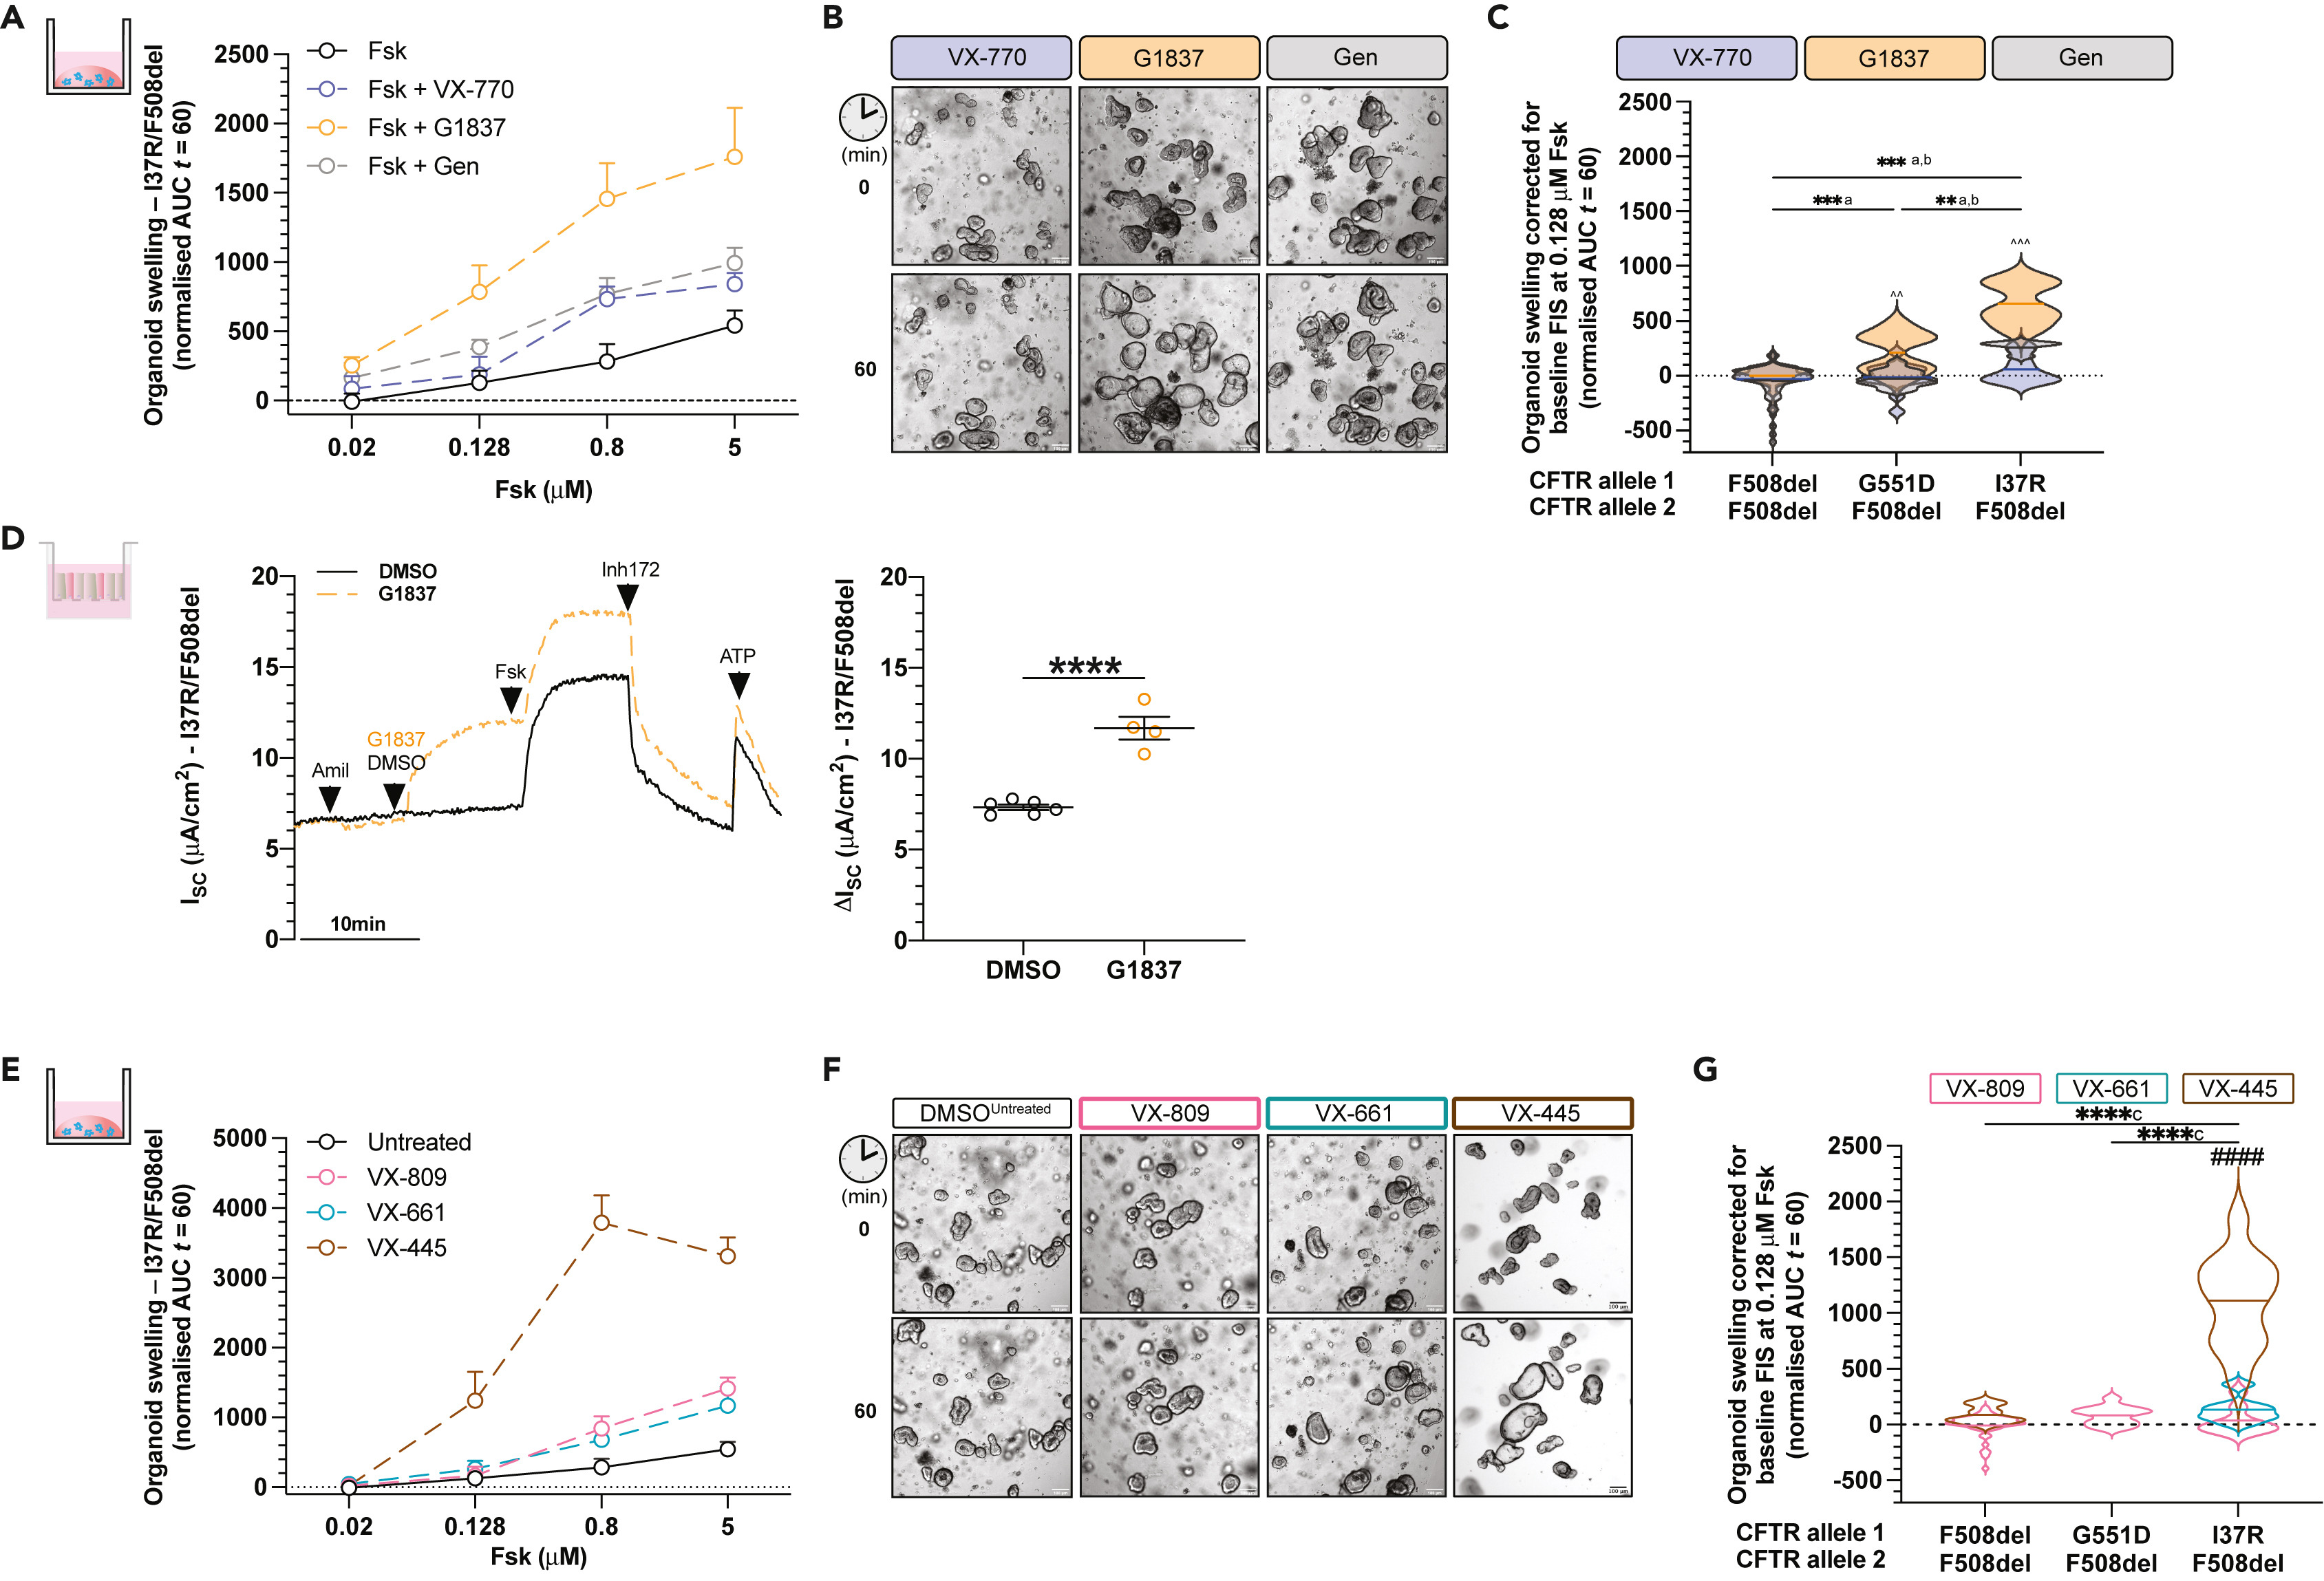 A
Organoid swelling – I37R/F508del
(normalised AUC t = 60)
2500
2000
1500
1000
500
0
Fsk
Fsk + VX-770
Fsk + G1837
Fsk + Gen
0.02 0.128 0.8 5
Fsk (μM)
B
VX-770 G1837 Gen
(min)
0
60
C
VX-770 G1837 Gen
Organoid swelling corrected for
baseline FIS at 0.128 μM Fsk
(normalised AUC t = 60)
2500
2000
1500
1000
500
0
-500
*** a,b
*** a
** a,b
^^
^^^
CFTR allele 1 F508del G551D I37R
CFTR allele 2 F508del F508del F508del
D
ISC (μA/cm2) - I37R/F508del
20
15
10
5
0
DMSO
G1837
Amil
G1837
DMSO
Fsk
Inh172
ATP
10min
ΔISC (μA/cm2) - I37R/F508del
20
15
10
5
0
****
DMSO G1837
E
Organoid swelling – I37R/F508del
(normalised AUC t = 60)
5000
4000
3000
2000
1000
0
Untreated
VX-809
VX-661
VX-445
0.02 0.128 0.8 5
Fsk (μM)
F
DMSO Untreated VX-809 VX-661 VX-445
(min)
0
60
100 μm
100 μm
G
VX-809 VX-661 VX-445
Organoid swelling corrected for
baseline FIS at 0.128 μM Fsk
(normalised AUC t = 60)
2500
2000
1500
1000
500
0
-500
****c
****c
####
CFTR allele 1 F508del G551D I37R
CFTR allele 2 F508del F508del F508del